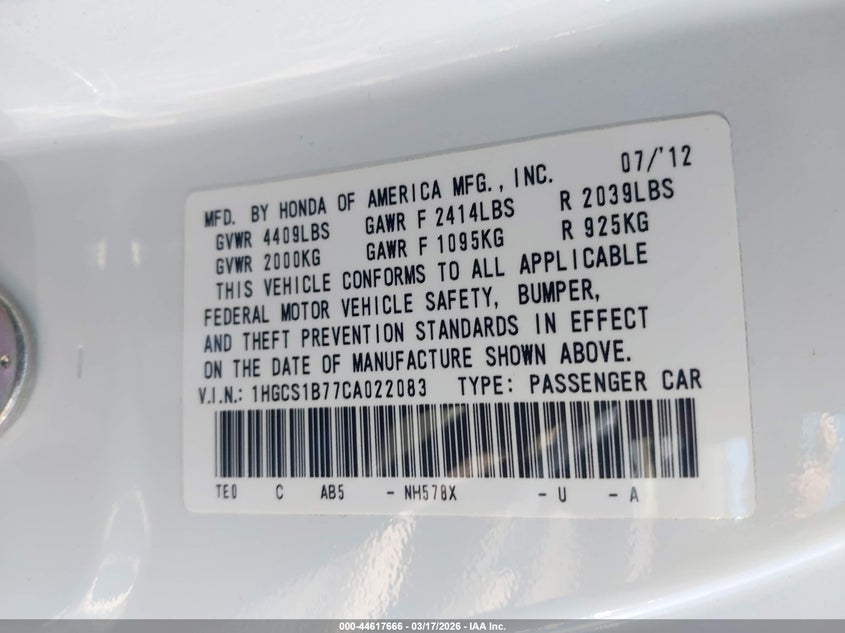 07/'12
MFD. BY HONDA OF AMERICA MFG., INC.
GVWR 4409LBS GAWR F 2414LBS R 2039LBS
GVWR 2000KG GAWR F 1095KG R 925KG
THIS VEHICLE CONFORMS TO ALL APPLICABLE
FEDERAL MOTOR VEHICLE SAFETY, BUMPER,
AND THEFT PREVENTION STANDARDS IN EFFECT
ON THE DATE OF MANUFACTURE SHOWN ABOVE.
V.I.N.: 1HGCS1B77CA022083 TYPE: PASSENGER CAR
TE0 C AB5 - NH578X - U - A
000-44617666 - 03/17/2026 - IAA Inc.